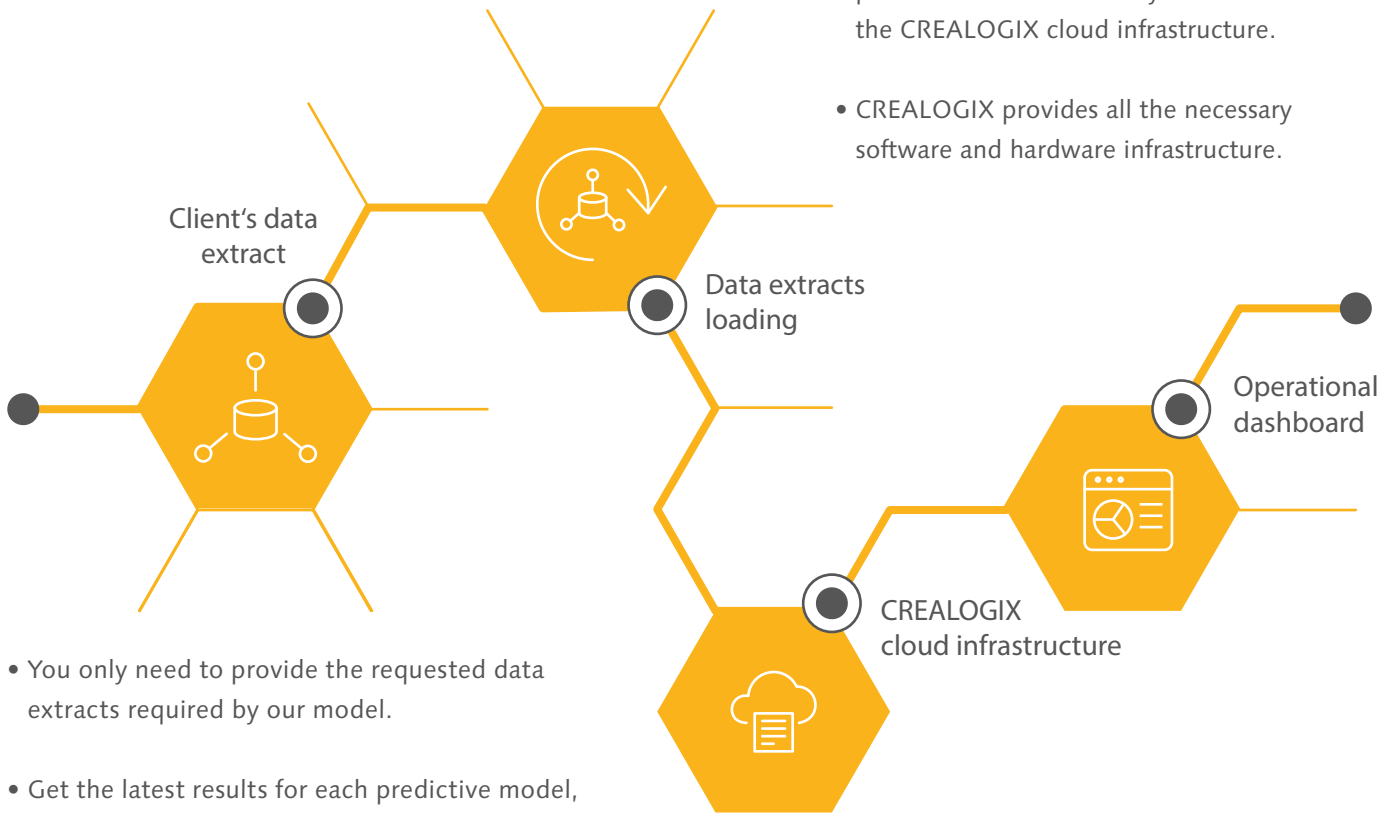 the CREALOGIX cloud infrastructure.
• CREALOGIX provides all the necessary
software and hardware infrastructure.
Client‘s data
extract
Data extracts
loading
Operational
dashboard
CREALOGIX
cloud infrastructure
• You only need to provide the requested data
extracts required by our model.
• Get the latest results for each predictive model,